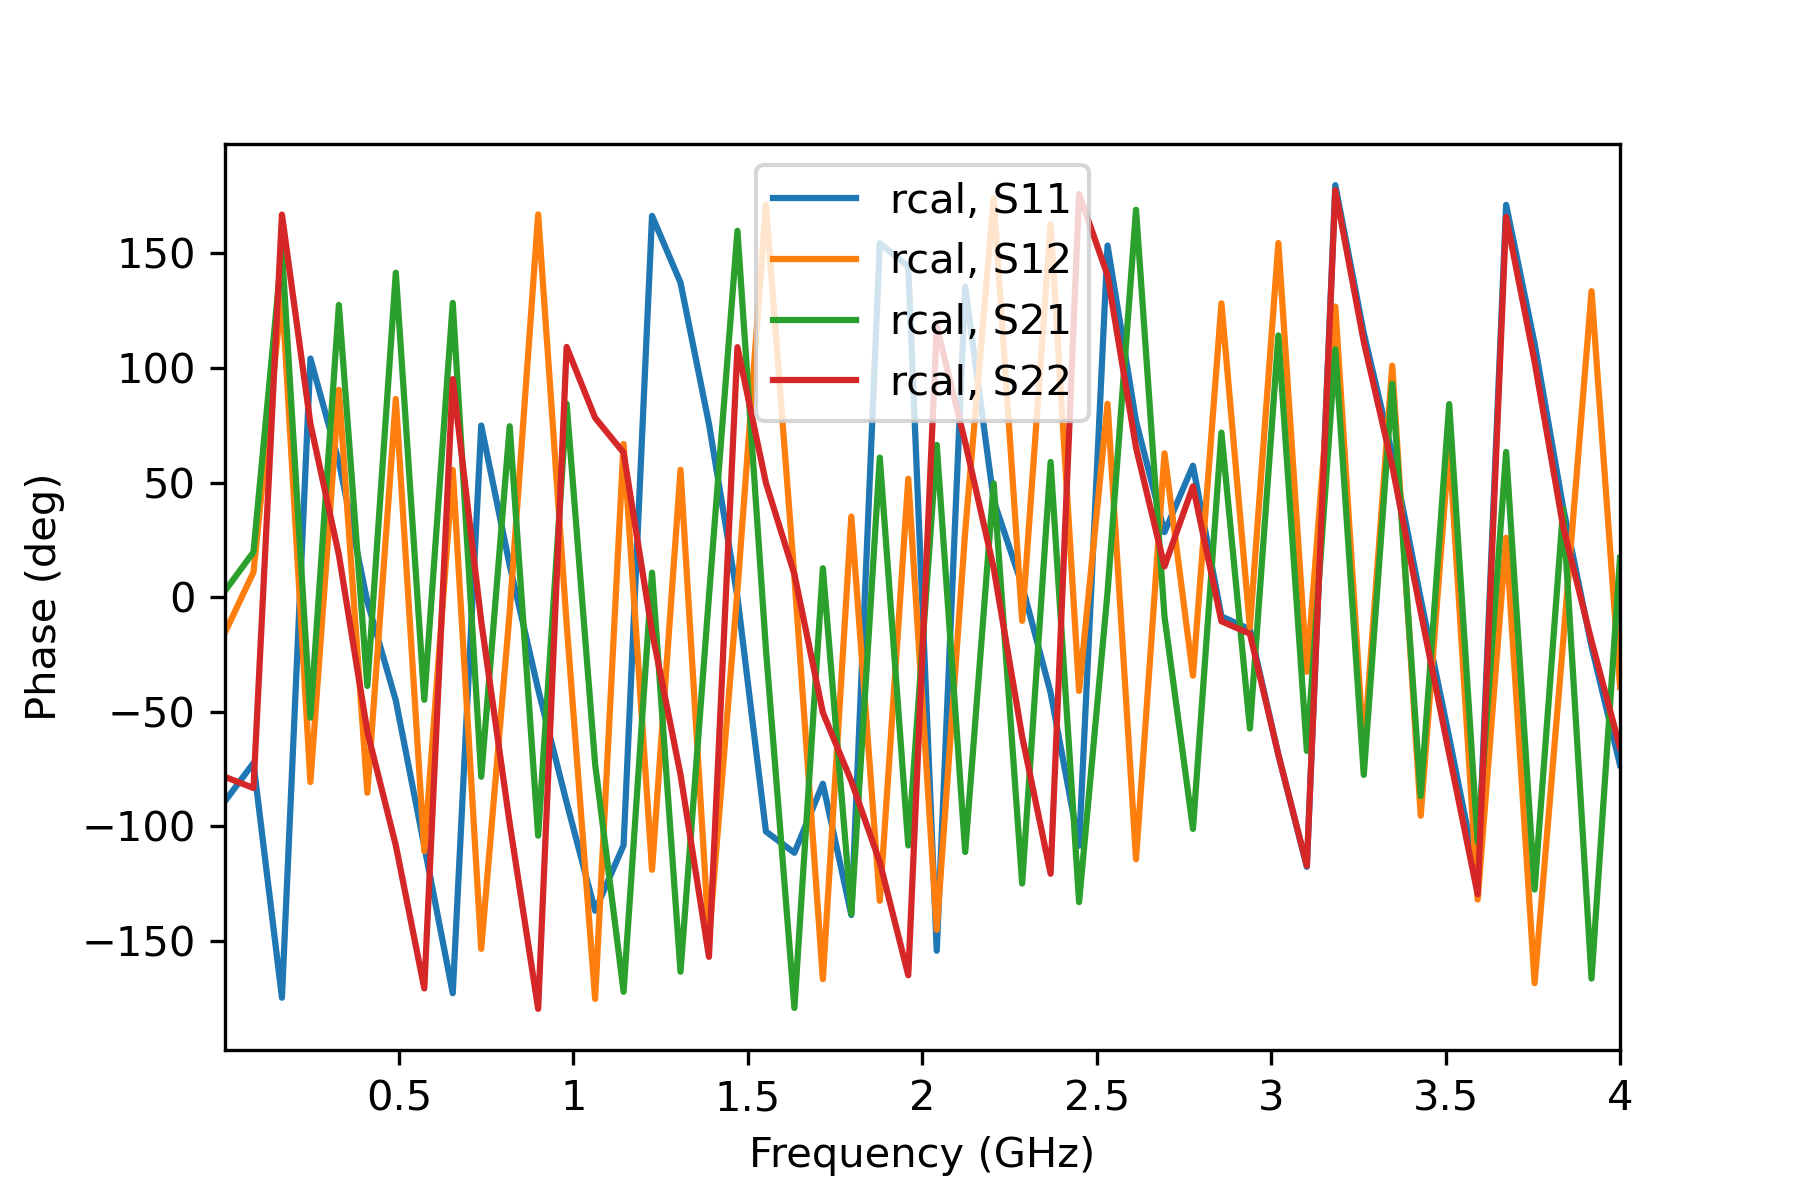 rcal, S11
rcal, S12
rcal, S21
rcal, S22
Phase (deg)
150
100
50
0
−50
−100
−150
0.5 1 1.5 2 2.5 3 3.5 4
Frequency (GHz)